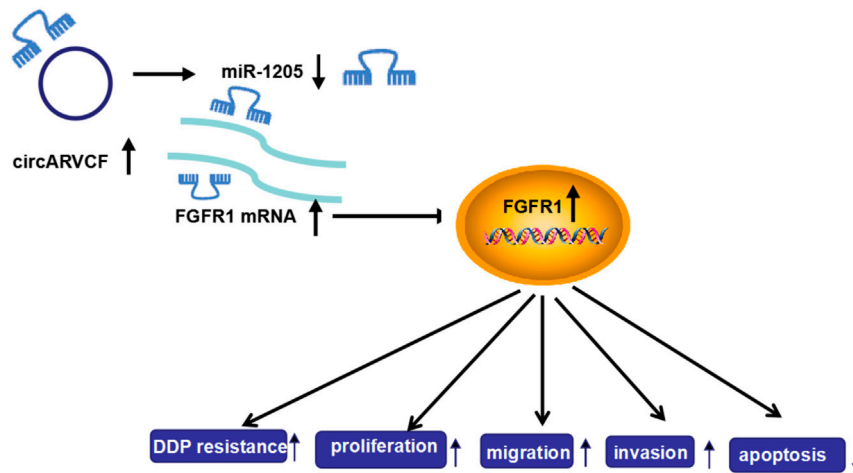 miR-1205
circARVCF
FGFR1 mRNA
FGFR1
DDP resistance
proliferation
migration
invasion
apoptosis